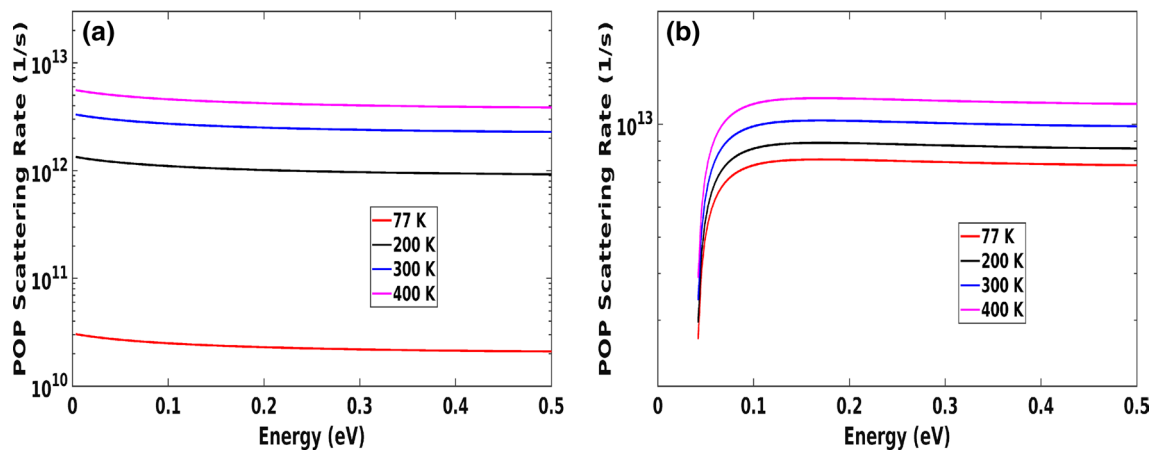 (a)
POP Scattering Rate (1/s)
10^13
10^12
10^11
10^10
77 K
200 K
300 K
400 K
0 0.1 0.2 0.3 0.4 0.5
Energy (eV)
(b)
POP Scattering Rate (1/s)
10^13
77 K
200 K
300 K
400 K
0 0.1 0.2 0.3 0.4 0.5
Energy (eV)